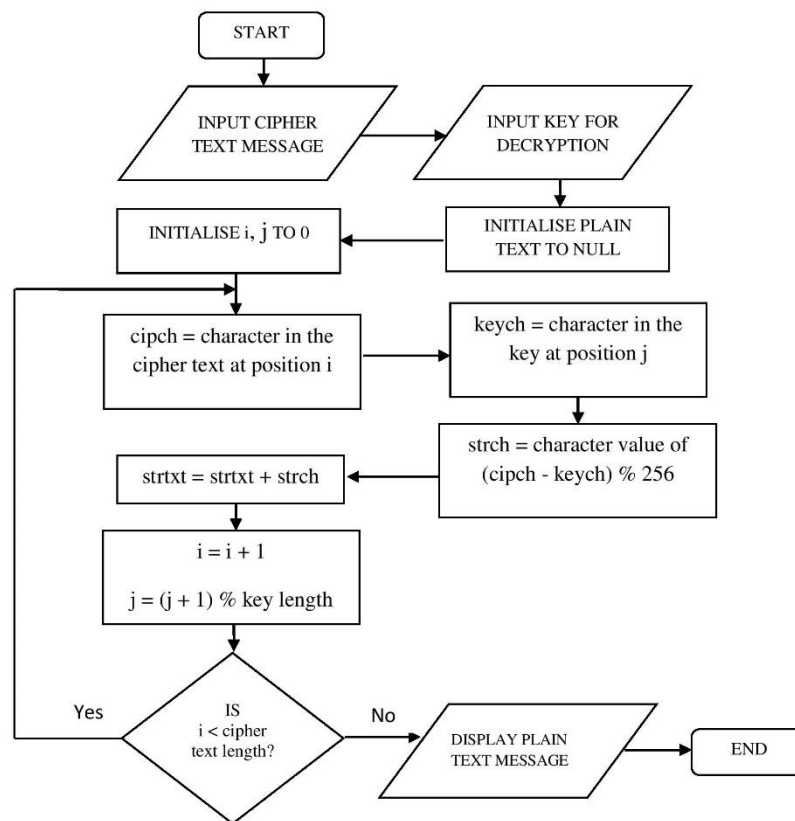 START
INPUT CIPHER
TEXT MESSAGE
INPUT KEY FOR
DECRYPTION
INITIALISE PLAIN
TEXT TO NULL
INITIALISE i, j TO 0
cipch = character in the
cipher text at position i
keych = character in the
key at position j
strch = character value of
(cipch - keych) % 256
strtxt = strtxt + strch
i = i + 1
j = (j + 1) % key length
IS
i < cipher
text length?
Yes
No
DISPLAY PLAIN
TEXT MESSAGE
END